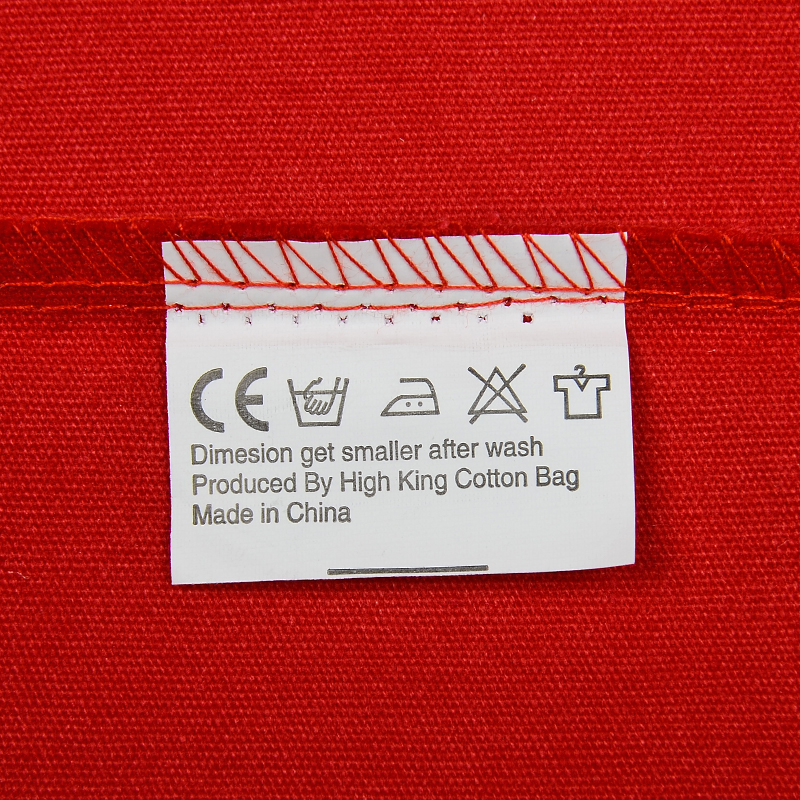 CE
Dimesion get smaller after wash
Produced By High King Cotton Bag
Made in China